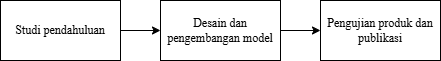 Studi pendahuluan
Desain dan
pengembangan model
Pengujian produk dan
publikasi